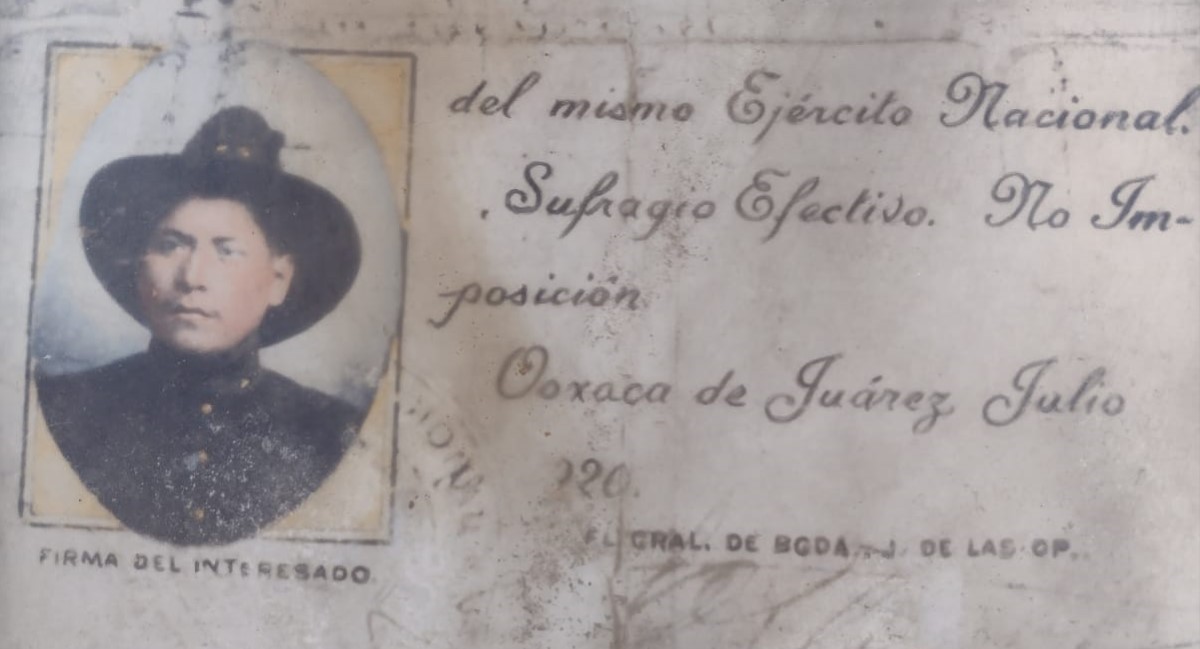 del mismo Ejército Nacional.
Sufragio Efectivo. No Im-
posición
Oaxaca de Juárez, Julio
920.
EL GRAL. DE BGDA. J. DE LAS OP.
FIRMA DEL INTERESADO